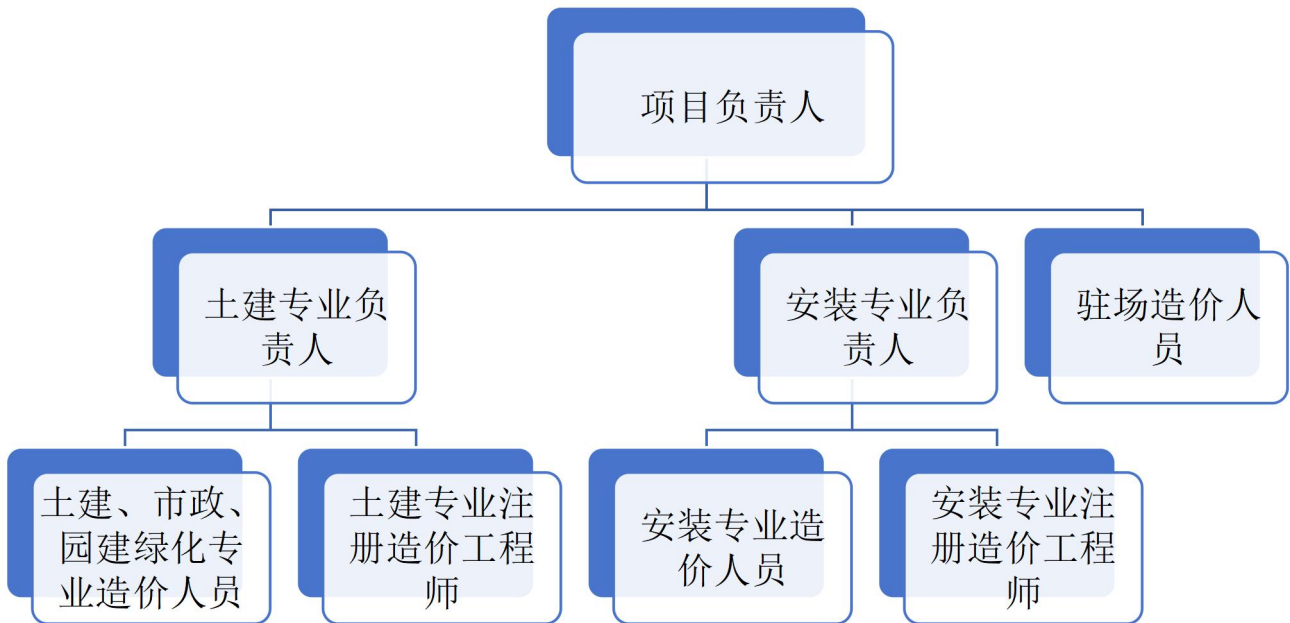 项目负责人
土建专业负
责人
安装专业负
责人
驻场造价人
员
土建、市政、
园建绿化专
业造价人员
土建专业注
册造价工程
师
安装专业造
价人员
安装专业注
册造价工程
师